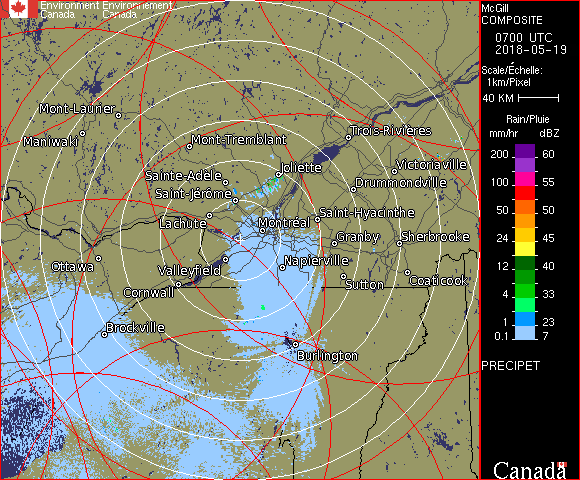 Environment Environnement
Canada Canada
McGill
COMPOSITE
0700 UTC
2018-05-19
Scale/Échelle:
1km/Pixel
40 KM
Rain/Pluie
mm/hr dBZ
200 60
100 55
50 50
24 45
12 40
4 33
1 23
0.1 7
PRECIPET
Canada
Mont-Laurier
Maniwaki
Mont-Tremblant
Trois-Rivières
Joliette
Victoriaville
Sainte-Adèle
Drummondville
Saint-Jérôme
Saint-Hyacinthe
Lachute
Montréal
Granby
Sherbrooke
Ottawa
Valleyfield
Napierville
Cornwall
Sutton
Coaticook
Brockville
Burlington